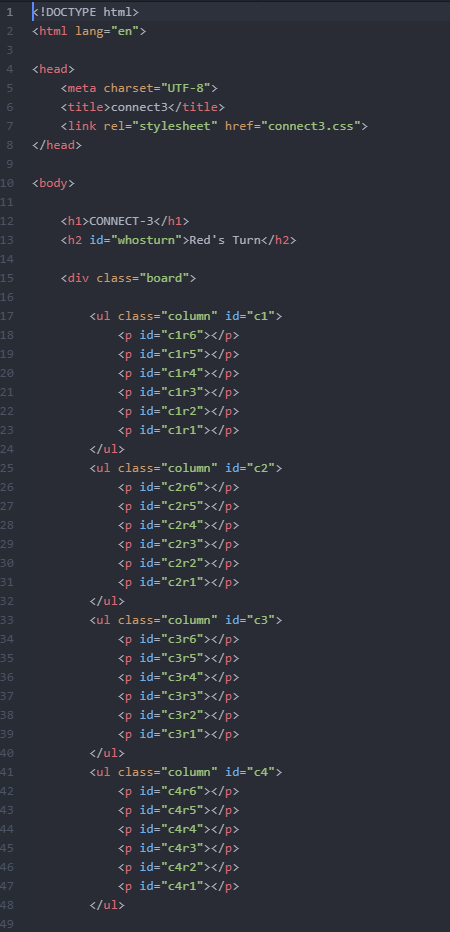 1 <!DOCTYPE html>
2 <html lang="en">
3
4 <head>
5     <meta charset="UTF-8">
6     <title>connect3</title>
7     <link rel="stylesheet" href="connect3.css">
8 </head>
9
10 <body>
11
12     <h1>CONNECT-3</h1>
13     <h2 id="whosturn">Red's Turn</h2>
14
15     <div class="board">
16
17         <ul class="column" id="c1">
18             <p id="c1r6"></p>
19             <p id="c1r5"></p>
20             <p id="c1r4"></p>
21             <p id="c1r3"></p>
22             <p id="c1r2"></p>
23             <p id="c1r1"></p>
24         </ul>
25         <ul class="column" id="c2">
26             <p id="c2r6"></p>
27             <p id="c2r5"></p>
28             <p id="c2r4"></p>
29             <p id="c2r3"></p>
30             <p id="c2r2"></p>
31             <p id="c2r1"></p>
32         </ul>
33         <ul class="column" id="c3">
34             <p id="c3r6"></p>
35             <p id="c3r5"></p>
36             <p id="c3r4"></p>
37             <p id="c3r3"></p>
38             <p id="c3r2"></p>
39             <p id="c3r1"></p>
40         </ul>
41         <ul class="column" id="c4">
42             <p id="c4r6"></p>
43             <p id="c4r5"></p>
44             <p id="c4r4"></p>
45             <p id="c4r3"></p>
46             <p id="c4r2"></p>
47             <p id="c4r1"></p>
48         </ul>
49